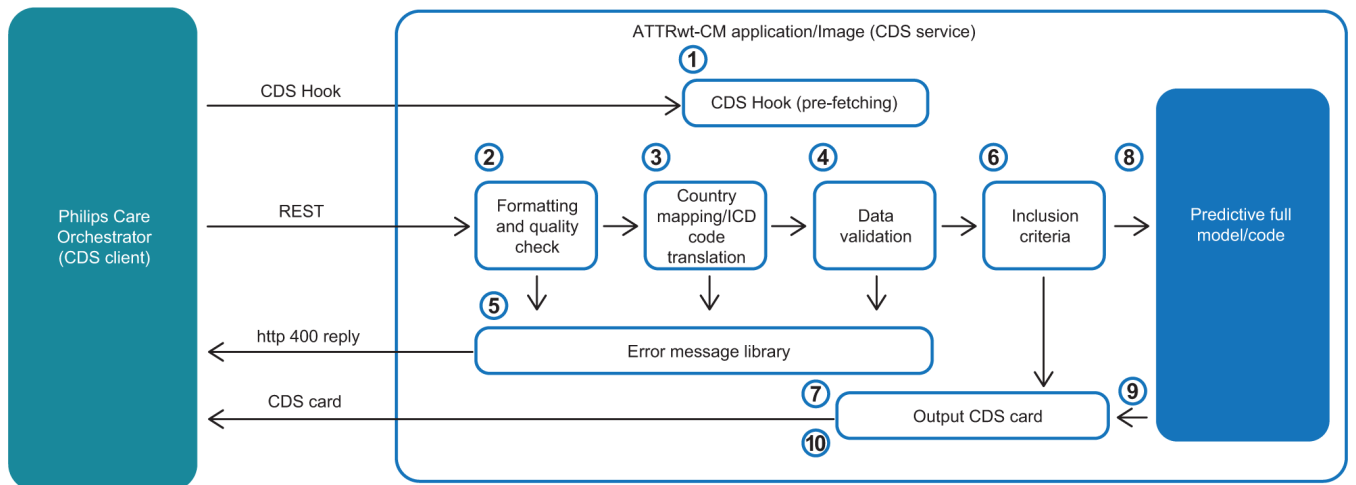 ATTRwt-CM application/Image (CDS service)
1
CDS Hook
CDS Hook (pre-fetching)
2
3
4
6
8
Philips Care
Orchestrator
(CDS client)
REST
Formatting
and quality
check
Country
mapping/ICD
code
translation
Data
validation
Inclusion
criteria
Predictive full
model/code
5
http 400 reply
Error message library
7
9
CDS card
Output CDS card
10